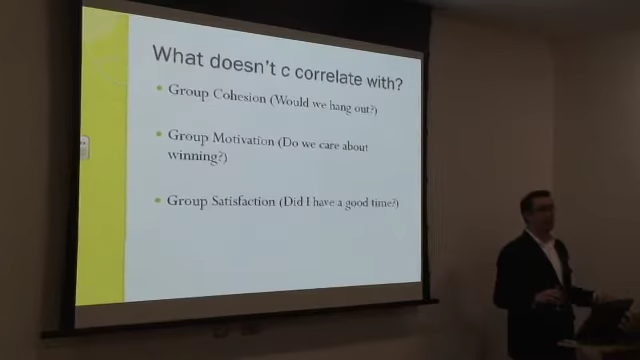 What doesn't c correlate with?
Group Cohesion (Would we hang out?)
Group Motivation (Do we care about
winning?)
Group Satisfaction (Did I have a good time?)